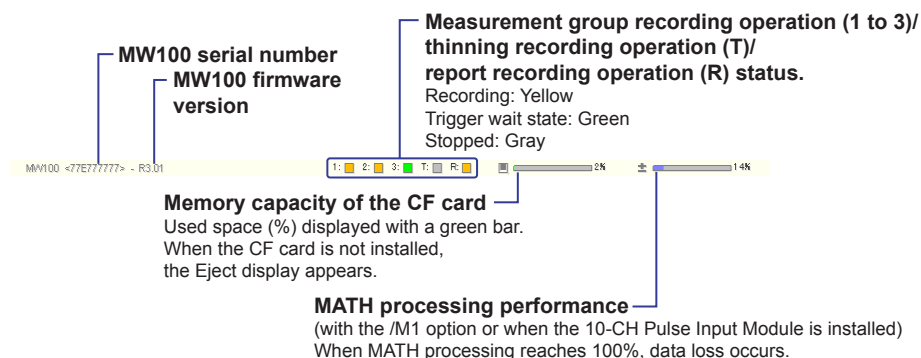 Measurement group recording operation (1 to 3)/
thinning recording operation (T)/
report recording operation (R) status.
Recording: Yellow
Trigger wait state: Green
Stopped: Gray
MW100 serial number
MW100 firmware
version
MW100 <77E777777> - R3.01 1: 2: 3: T: R: 2% 14%
Memory capacity of the CF card
Used space (%) displayed with a green bar.
When the CF card is not installed,
the Eject display appears.
MATH processing performance
(with the /M1 option or when the 10-CH Pulse Input Module is installed)
When MATH processing reaches 100%, data loss occurs.